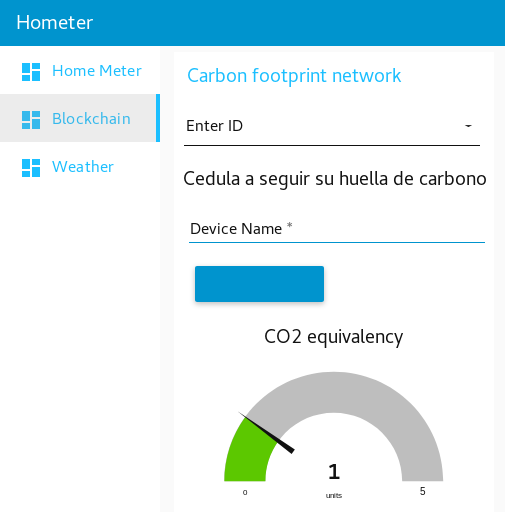 Hometer
Home Meter
Blockchain
Weather
Carbon footprint network
Enter ID
Cedula a seguir su huella de carbono
Device Name *
CO2 equivalency
1
units
0
5